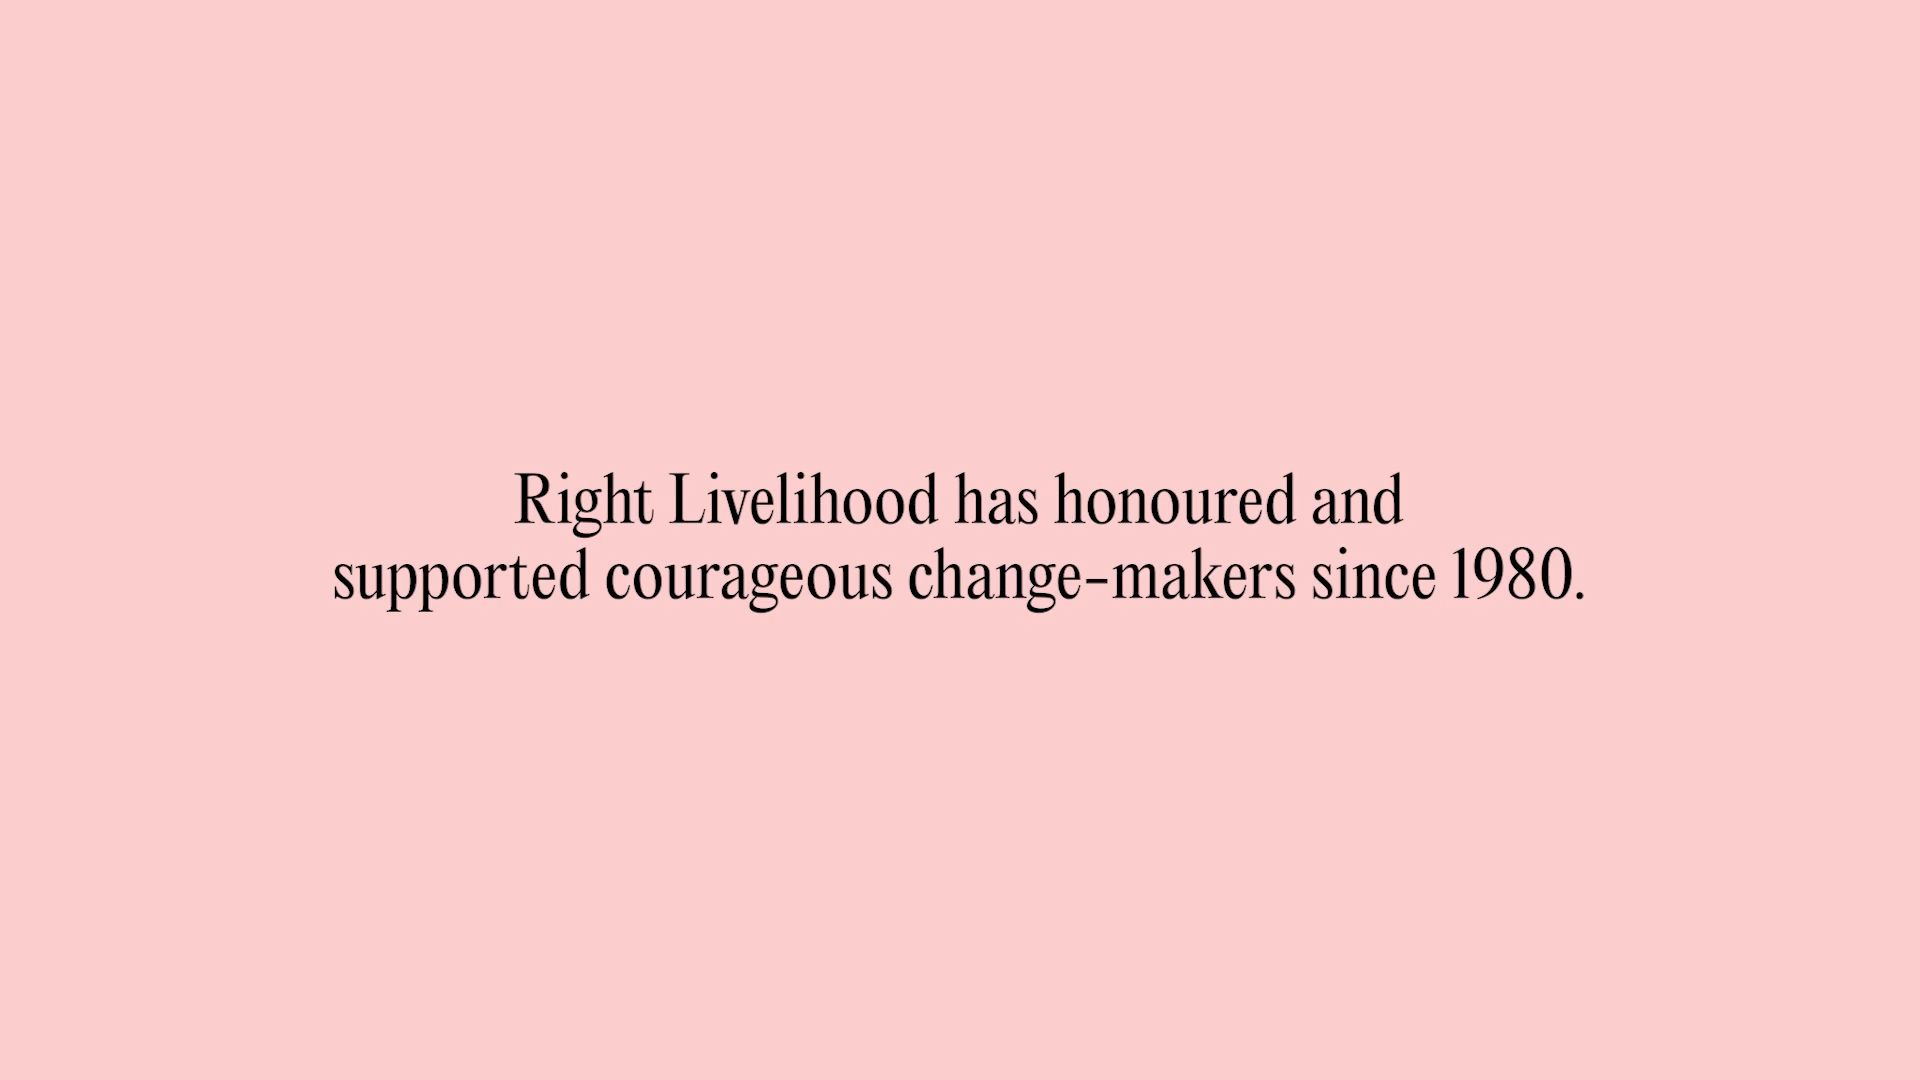 Right Livelihood has honoured and
supported courageous change-makers since 1980.